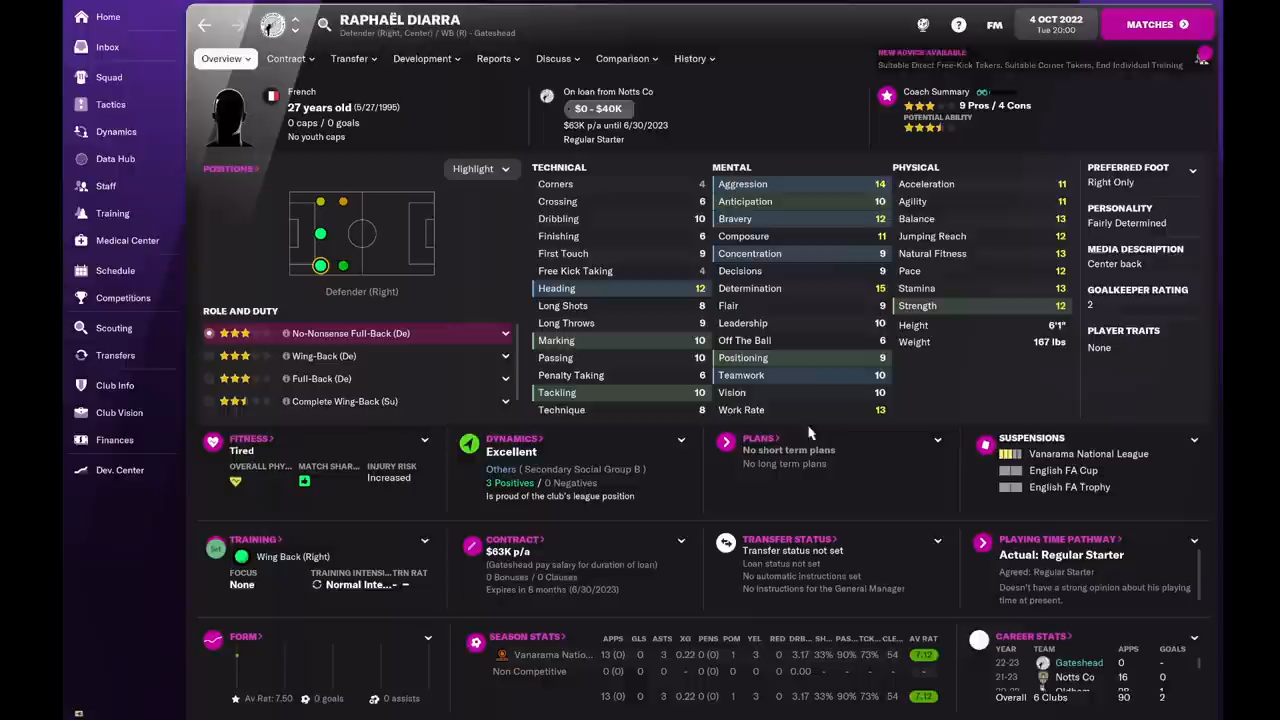 Home
Inbox
Squad
Tactics
Dynamics
Data Hub
Staff
Training
Medical Center
Schedule
Competitions
Scouting
Transfers
Club Info
Club Vision
Finances
Dev. Center
RAPHAËL DIARRA
Defender (Right, Center) / WB (R) - Gateshead
FM
4 OCT 2022
Tue 20:00
MATCHES
Overview
Contract
Transfer
Development
Reports
Discuss
Comparison
History
NEW ADVICE AVAILABLE
Suitable Direct Free-Kick Takers, Suitable Corner Takers, End Individual Training
French
27 years old (5/27/1995)
0 caps / 0 goals
No youth caps
On loan from Notts Co
$0 - $40K
$63K p/a until 6/30/2023
Regular Starter
Coach Summary
9 Pros / 4 Cons
POTENTIAL ABILITY
POSITIONS>
Highlight
Defender (Right)
ROLE AND DUTY
No-Nonsense Full-Back (De)
Wing-Back (De)
Full-Back (De)
Complete Wing-Back (Su)
TECHNICAL
Corners 4
Crossing 6
Dribbling 10
Finishing 6
First Touch 9
Free Kick Taking 4
Heading 12
Long Shots 8
Long Throws 9
Marking 10
Passing 10
Penalty Taking 6
Tackling 10
Technique 8
MENTAL
Aggression 14
Anticipation 10
Bravery 12
Composure 11
Concentration 9
Decisions 9
Determination 15
Flair 9
Leadership 10
Off The Ball 6
Positioning 9
Teamwork 10
Vision 10
Work Rate 13
PHYSICAL
Acceleration 11
Agility 11
Balance 13
Jumping Reach 12
Natural Fitness 13
Pace 12
Stamina 13
Strength 12
Height 6'1"
Weight 167 lbs
PREFERRED FOOT
Right Only
PERSONALITY
Fairly Determined
MEDIA DESCRIPTION
Center back
GOALKEEPER RATING
2
PLAYER TRAITS
None
FITNESS>
Tired
OVERALL PHY... MATCH SHAR... INJURY RISK
Increased
DYNAMICS>
Excellent
Others ( Secondary Social Group B )
3 Positives / 0 Negatives
Is proud of the club's league position
PLANS>
No short term plans
No long term plans
SUSPENSIONS
Vanarama National League
English FA Cup
English FA Trophy
TRAINING>
Wing Back (Right)
FOCUS TRAINING INTENSI... TRN RAT
None Normal Inte... - -
CONTRACT>
$63K p/a
(Gateshead pay salary for duration of loan)
0 Bonuses / 0 Clauses
Expires in 8 months (6/30/2023)
TRANSFER STATUS>
Transfer status not set
Loan status not set
No automatic instructions set
No instructions for the General Manager
PLAYING TIME PATHWAY>
Actual: Regular Starter
Agreed: Regular Starter
Doesn't have a strong opinion about his playing
time at present.
FORM>
Av Rat: 7.50 0 goals 0 assists
SEASON STATS>
APPS GLS ASTS XG PENS POM YEL RED DRB... SH... PAS... TCK... CLE... AV RAT
Vanarama Natio... 13 (0) 0 3 0.22 0 (0) 1 3 0 3.17 33% 90% 73% 54 7.12
Non Competitive 0 (0) 0 0 - 0 (0) 0 0 0 0.00 - - - - -
13 (0) 0 3 0.22 0 (0) 1 3 0 3.17 33% 90% 73% 54 7.12
CAREER STATS>
YEAR TEAM APPS GOALS
22-23 Gateshead 0 -
21-23 Notts Co 16 0
Oldham
Overall 6 Clubs 90 2